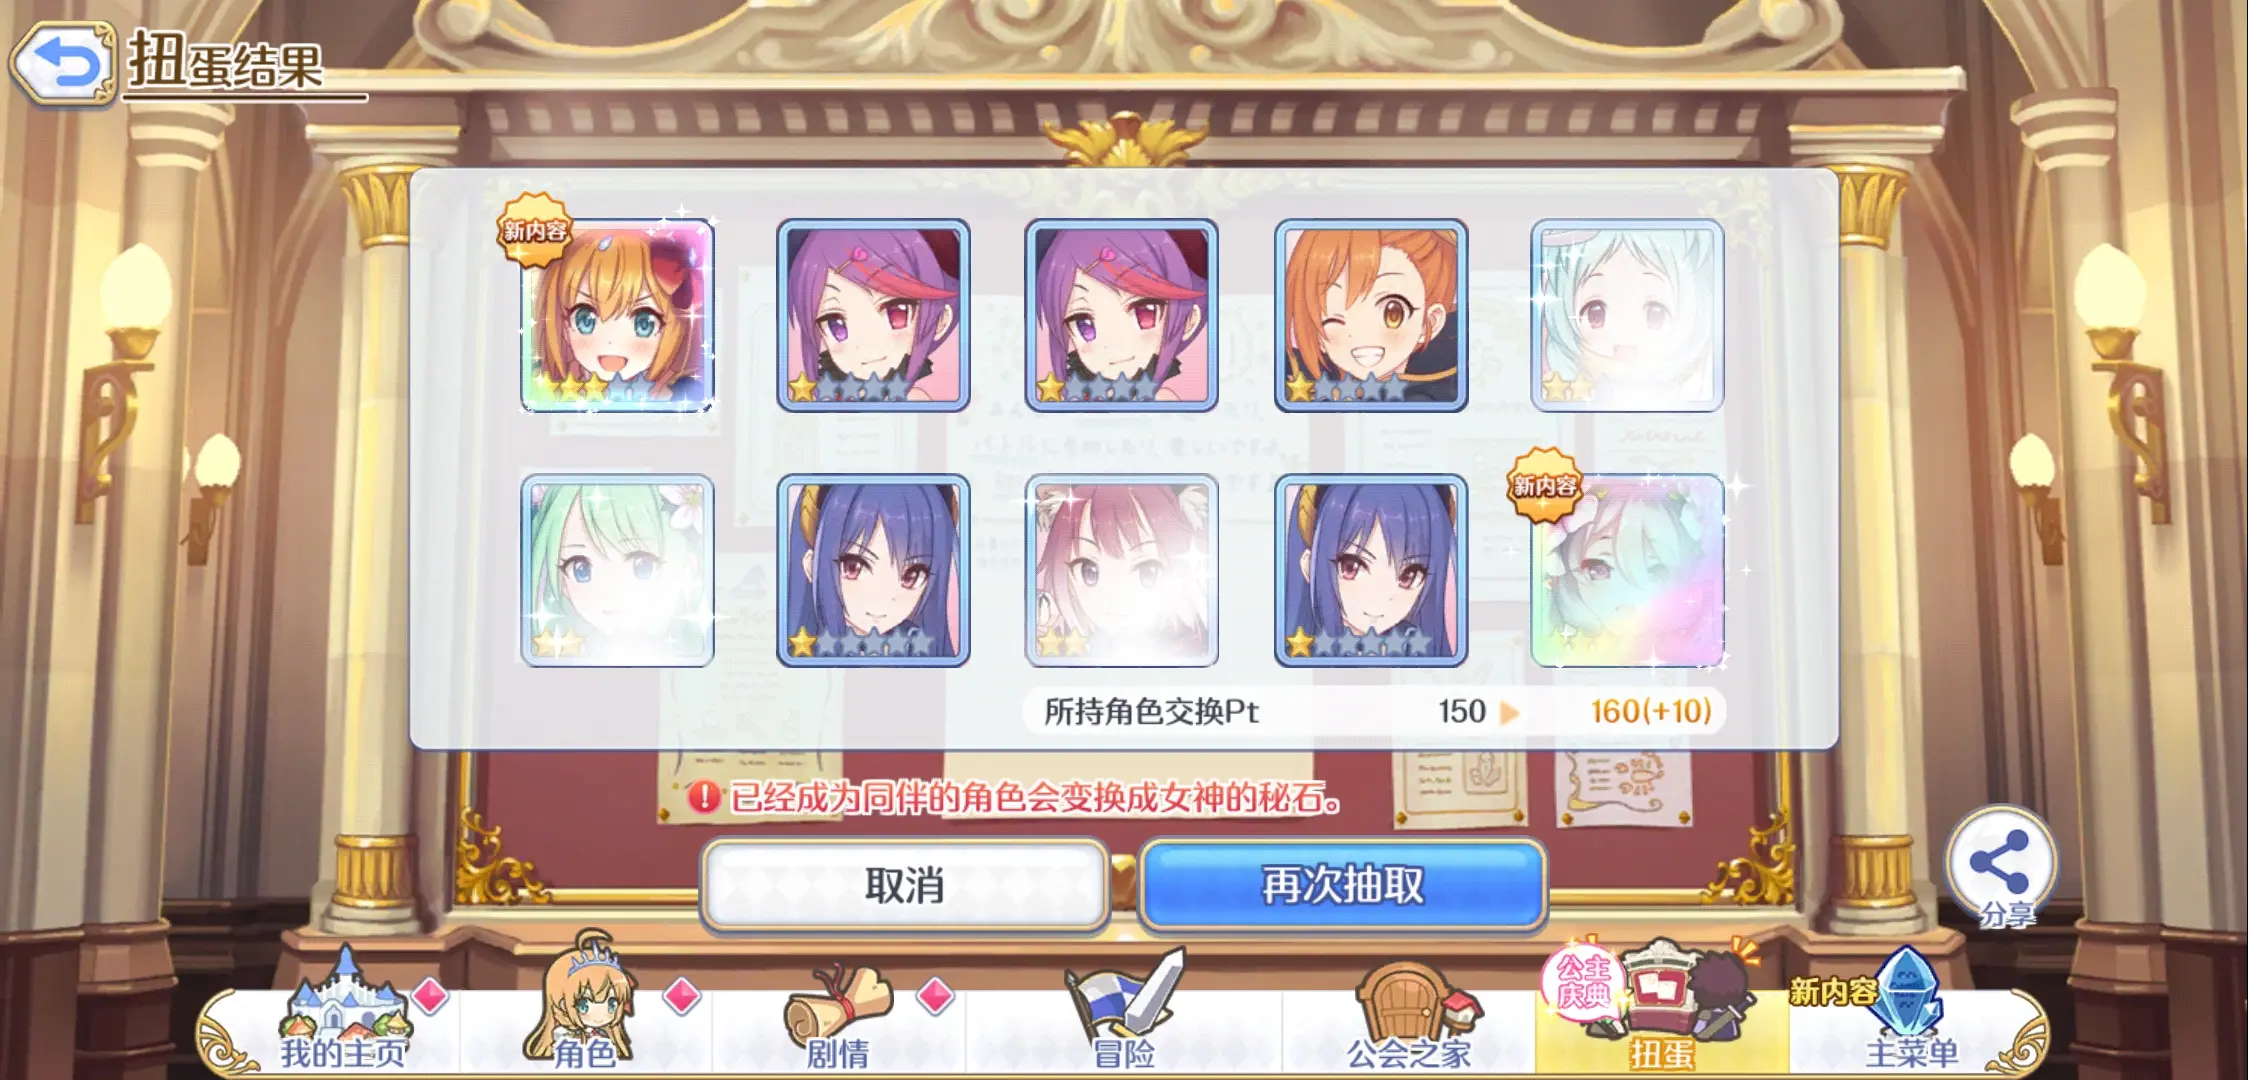 扭蛋结果
新内容
新内容
所持角色交换Pt 150 160(+10)
已经成为同伴的角色会变换成女神的秘石。
取消 再次抽取
分享
公主庆典
新内容
我的主页 角色 剧情 冒险 公会之家 扭蛋 主菜单